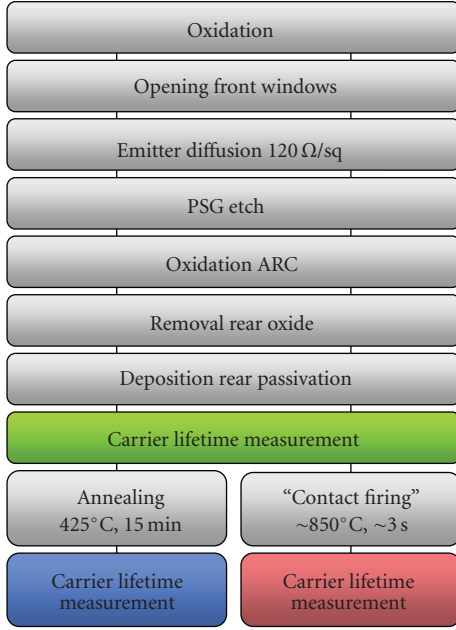 Oxidation
Opening front windows
Emitter diffusion 120 Ω/sq
PSG etch
Oxidation ARC
Removal rear oxide
Deposition rear passivation
Carrier lifetime measurement
Annealing
425°C, 15 min
“Contact firing”
~850°C, ~3 s
Carrier lifetime
measurement
Carrier lifetime
measurement